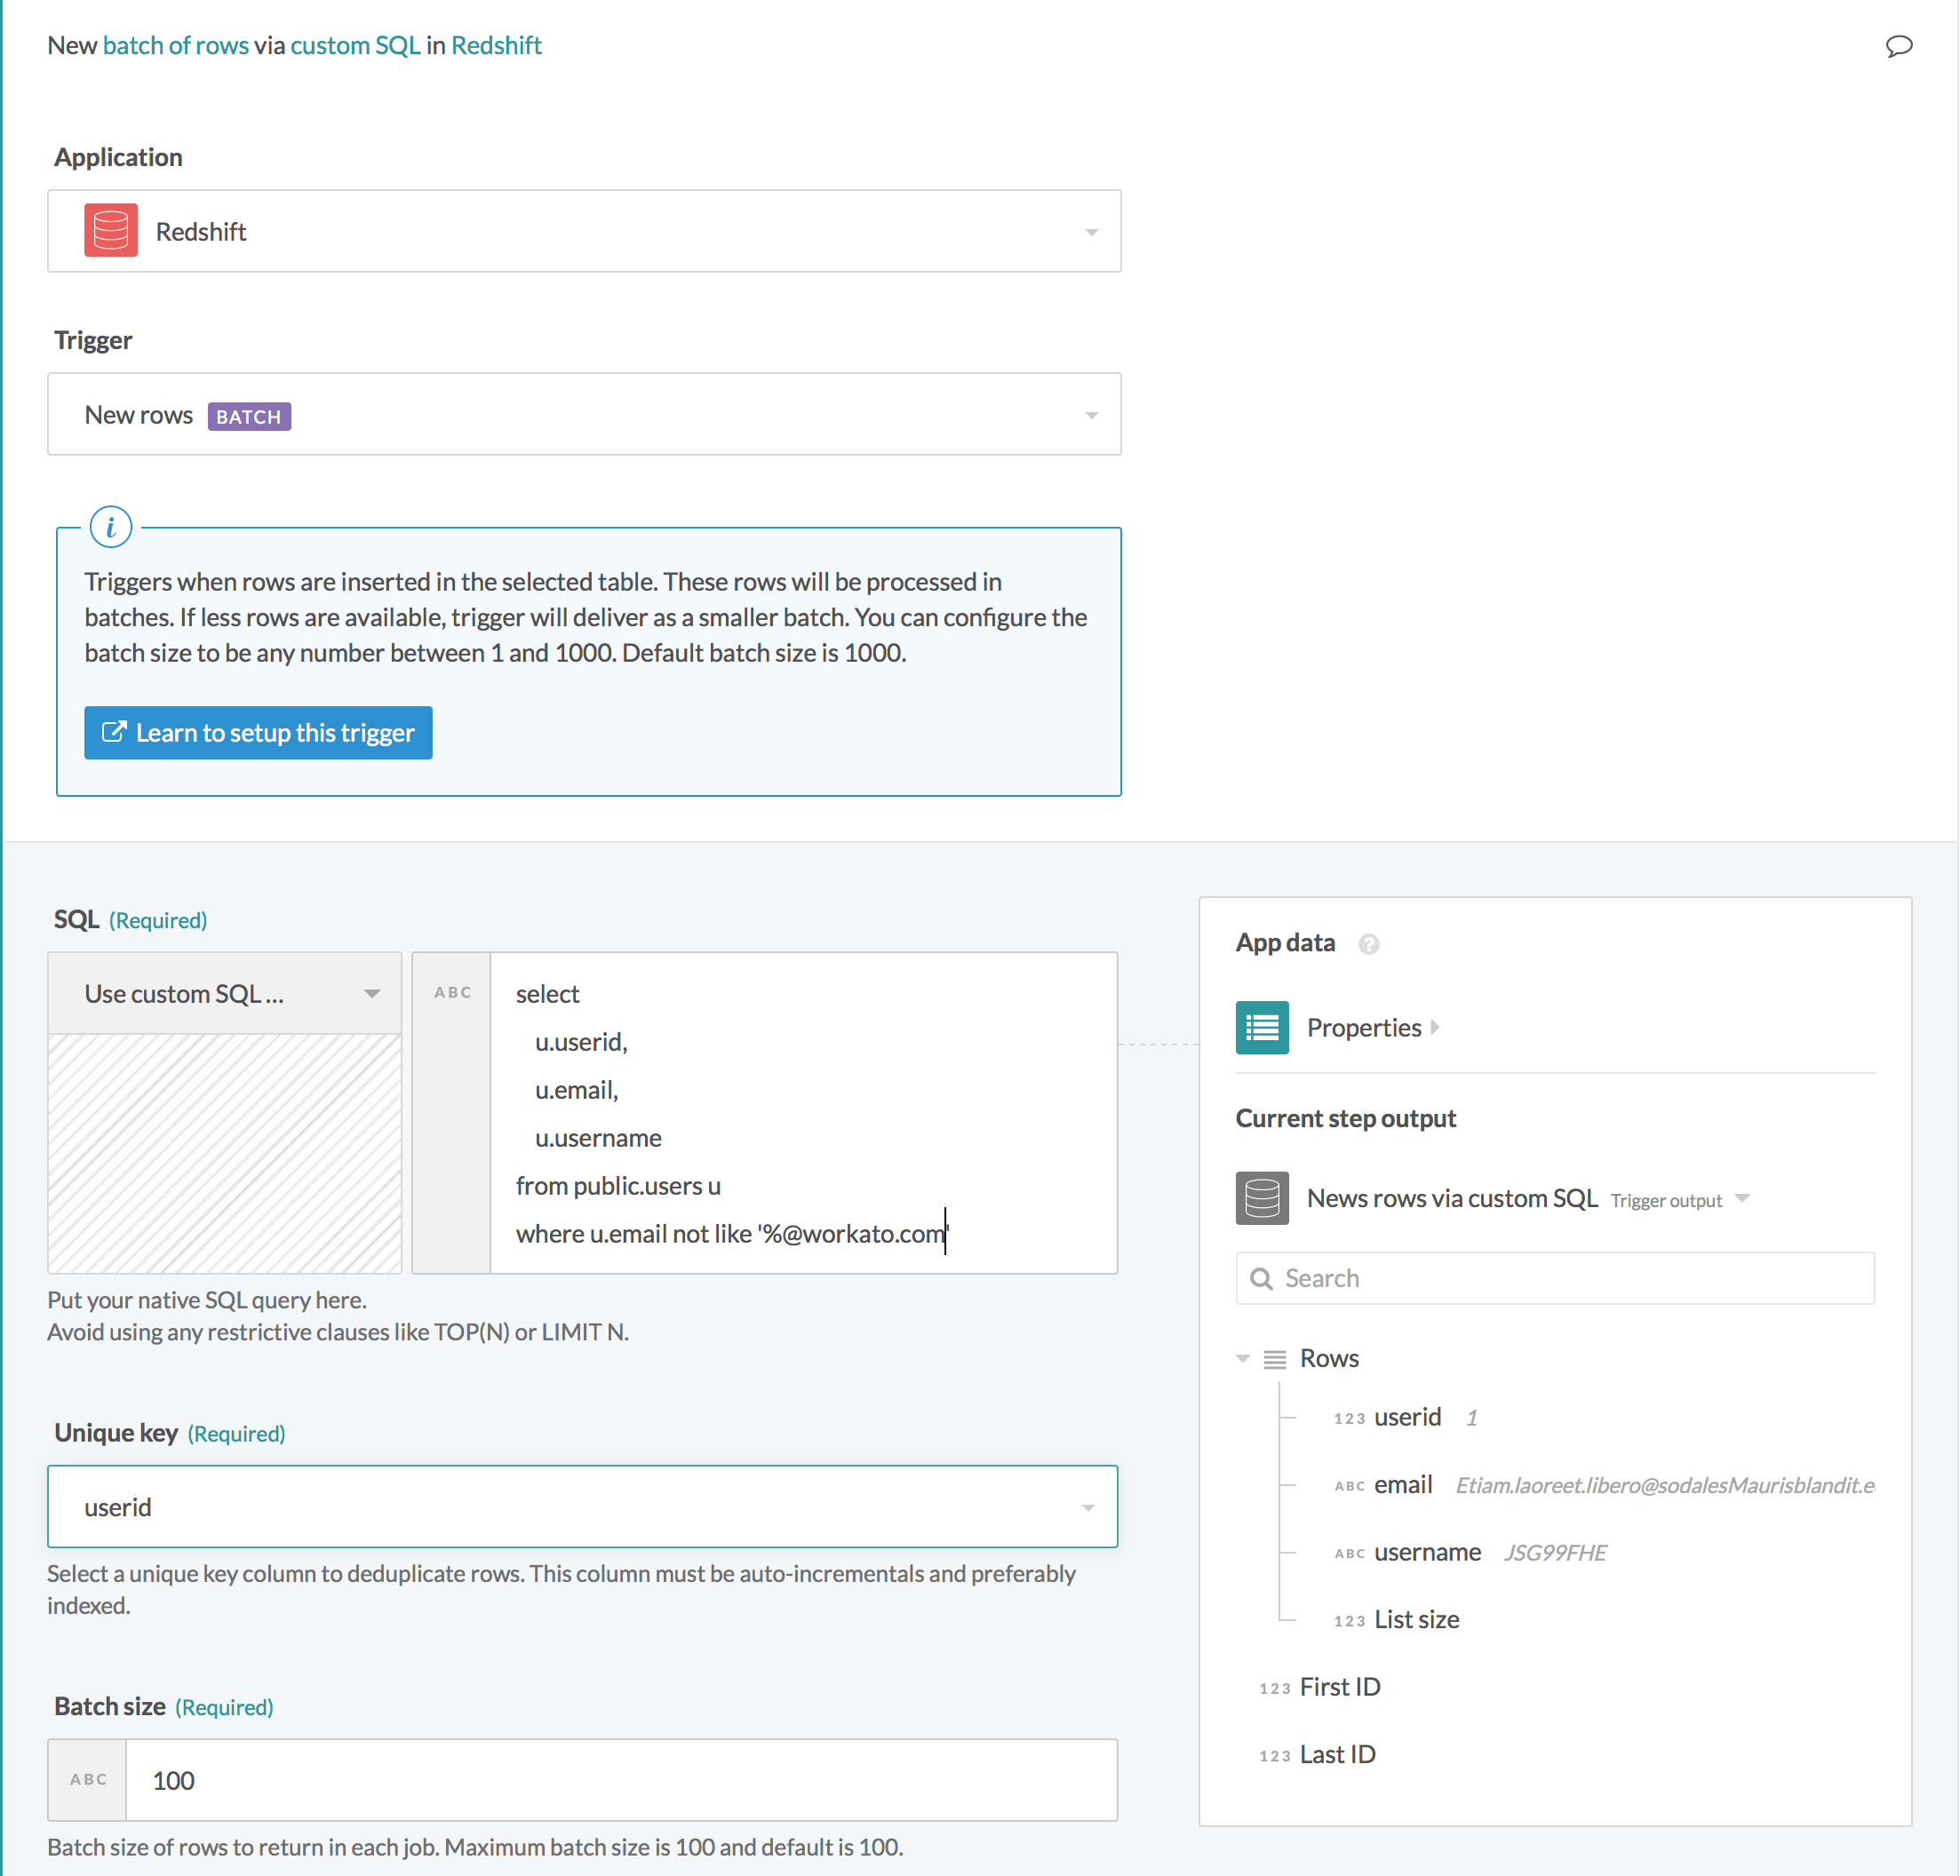 New batch of rows via custom SQL in Redshift
Application
Redshift
Trigger
New rows BATCH
i
Triggers when rows are inserted in the selected table. These rows will be processed in
batches. If less rows are available, trigger will deliver as a smaller batch. You can configure the
batch size to be any number between 1 and 1000. Default batch size is 1000.
Learn to setup this trigger
SQL (Required)
Use custom SQL ...
ABC
select
u.userid,
u.email,
u.username
from public.users u
where u.email not like '%@workato.com'
Put your native SQL query here.
Avoid using any restrictive clauses like TOP(N) or LIMIT N.
Unique key (Required)
userid
Select a unique key column to deduplicate rows. This column must be auto-incrementals and preferably
indexed.
Batch size (Required)
ABC 100
Batch size of rows to return in each job. Maximum batch size is 100 and default is 100.
App data ?
Properties
Current step output
News rows via custom SQL Trigger output
Search
Rows
123 userid 1
ABC email Etiam.laoreet.libero@sodalesMaurisblandit.e
ABC username JSG99FHE
123 List size
123 First ID
123 Last ID